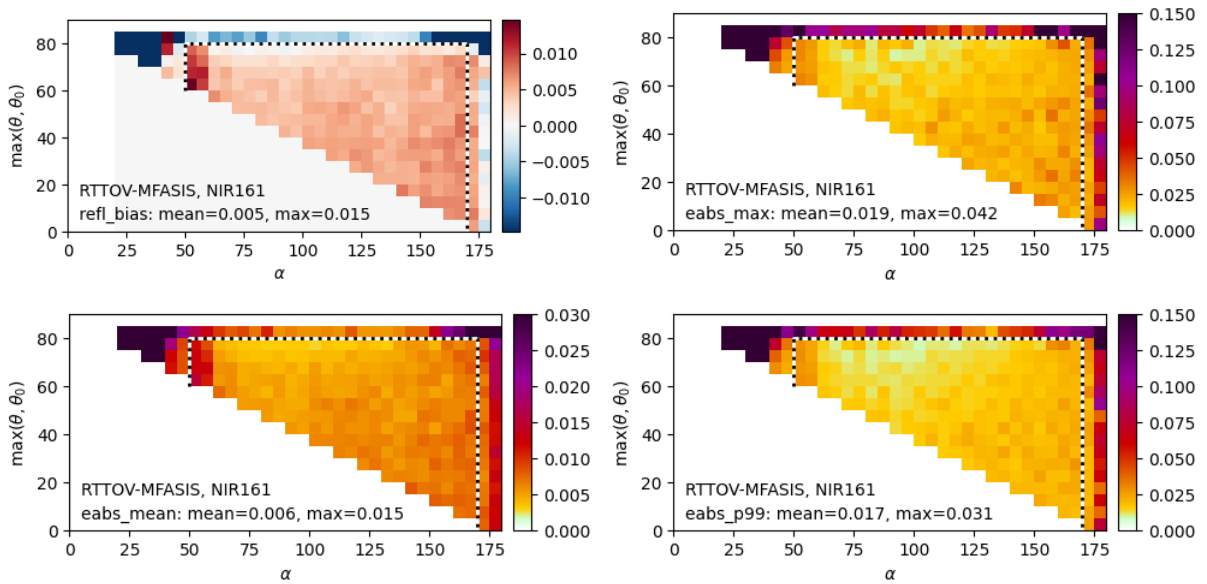 80
60
40
20
0
max(θ, θ₀)
RTTOV-MFASIS, NIR161
refl_bias: mean=0.005, max=0.015
0 25 50 75 100 125 150 175
α
0.010
0.005
0.000
−0.005
−0.010
80
60
40
20
0
max(θ, θ₀)
RTTOV-MFASIS, NIR161
eabs_max: mean=0.019, max=0.042
0 25 50 75 100 125 150 175
α
0.150
0.125
0.100
0.075
0.050
0.025
0.000
80
60
40
20
0
max(θ, θ₀)
RTTOV-MFASIS, NIR161
eabs_mean: mean=0.006, max=0.015
0 25 50 75 100 125 150 175
α
0.030
0.025
0.020
0.015
0.010
0.005
0.000
80
60
40
20
0
max(θ, θ₀)
RTTOV-MFASIS, NIR161
eabs_p99: mean=0.017, max=0.031
0 25 50 75 100 125 150 175
α
0.150
0.125
0.100
0.075
0.050
0.025
0.000